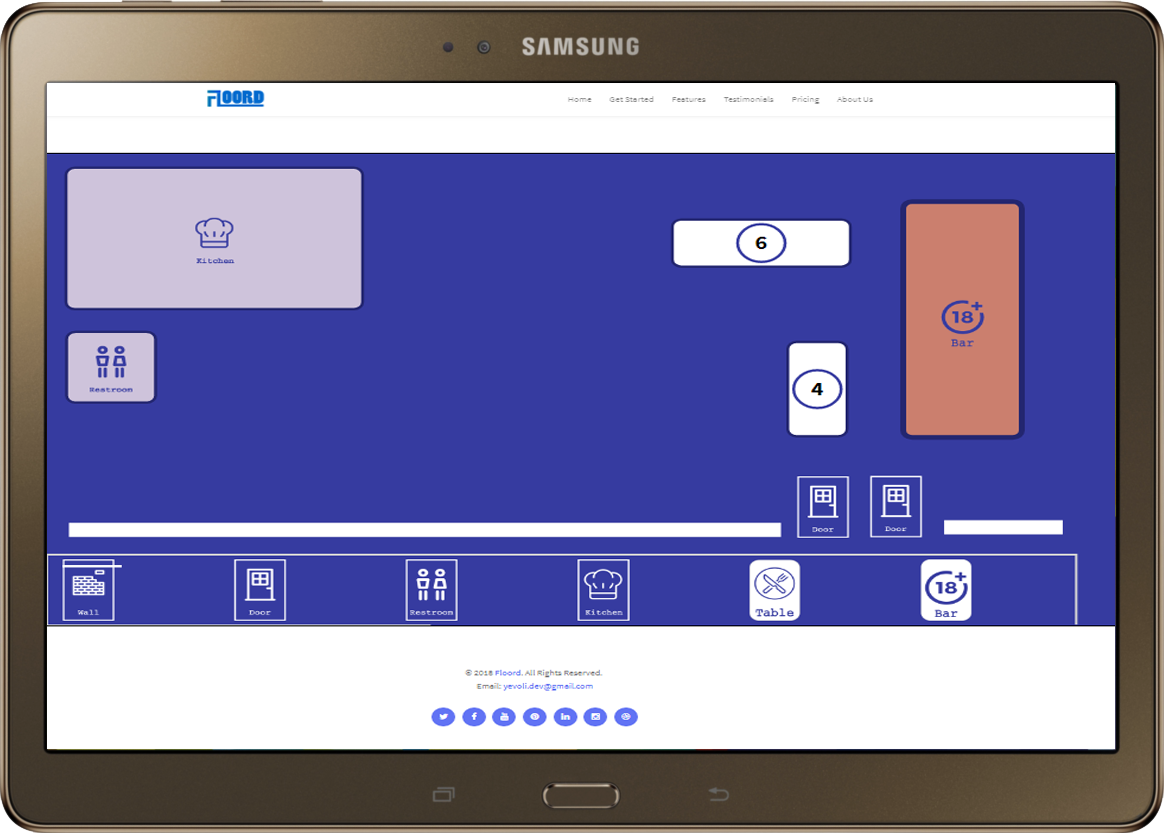 SAMSUNG
FLOORD
Home Get Started Features Testimonials Pricing About Us
Kitchen
6
18+
Bar
Restroom
4
Door Door
Wall Door Restroom Kitchen Table 18+ Bar
© 2018 Floord. All Rights Reserved.
Email: yevoli.dev@gmail.com